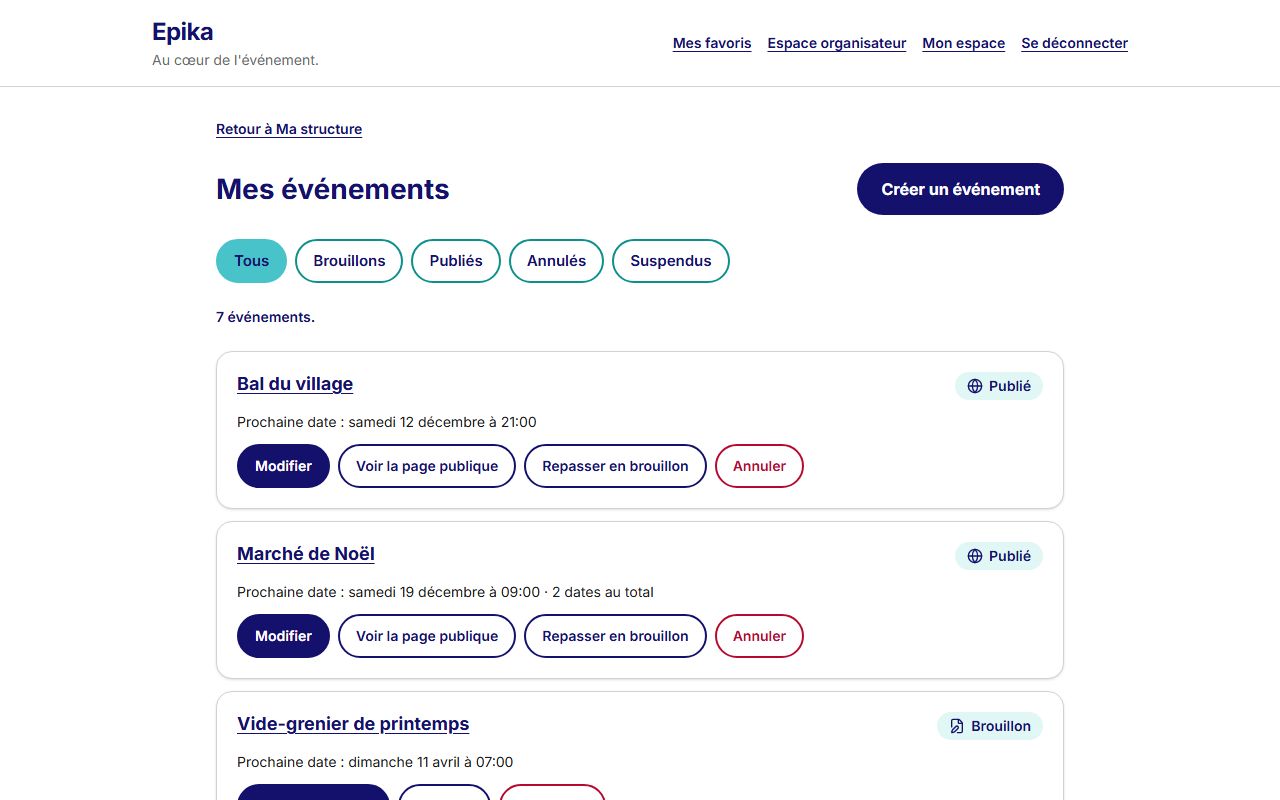 Epika
Au cœur de l'événement.
Mes favoris Espace organisateur Mon espace Se déconnecter
Retour à Ma structure
Mes événements
Créer un événement
Tous Brouillons Publiés Annulés Suspendus
7 événements.
Bal du village
Publié
Prochaine date : samedi 12 décembre à 21:00
Modifier Voir la page publique Repasser en brouillon Annuler
Marché de Noël
Publié
Prochaine date : samedi 19 décembre à 09:00 · 2 dates au total
Modifier Voir la page publique Repasser en brouillon Annuler
Vide-grenier de printemps
Brouillon
Prochaine date : dimanche 11 avril à 07:00